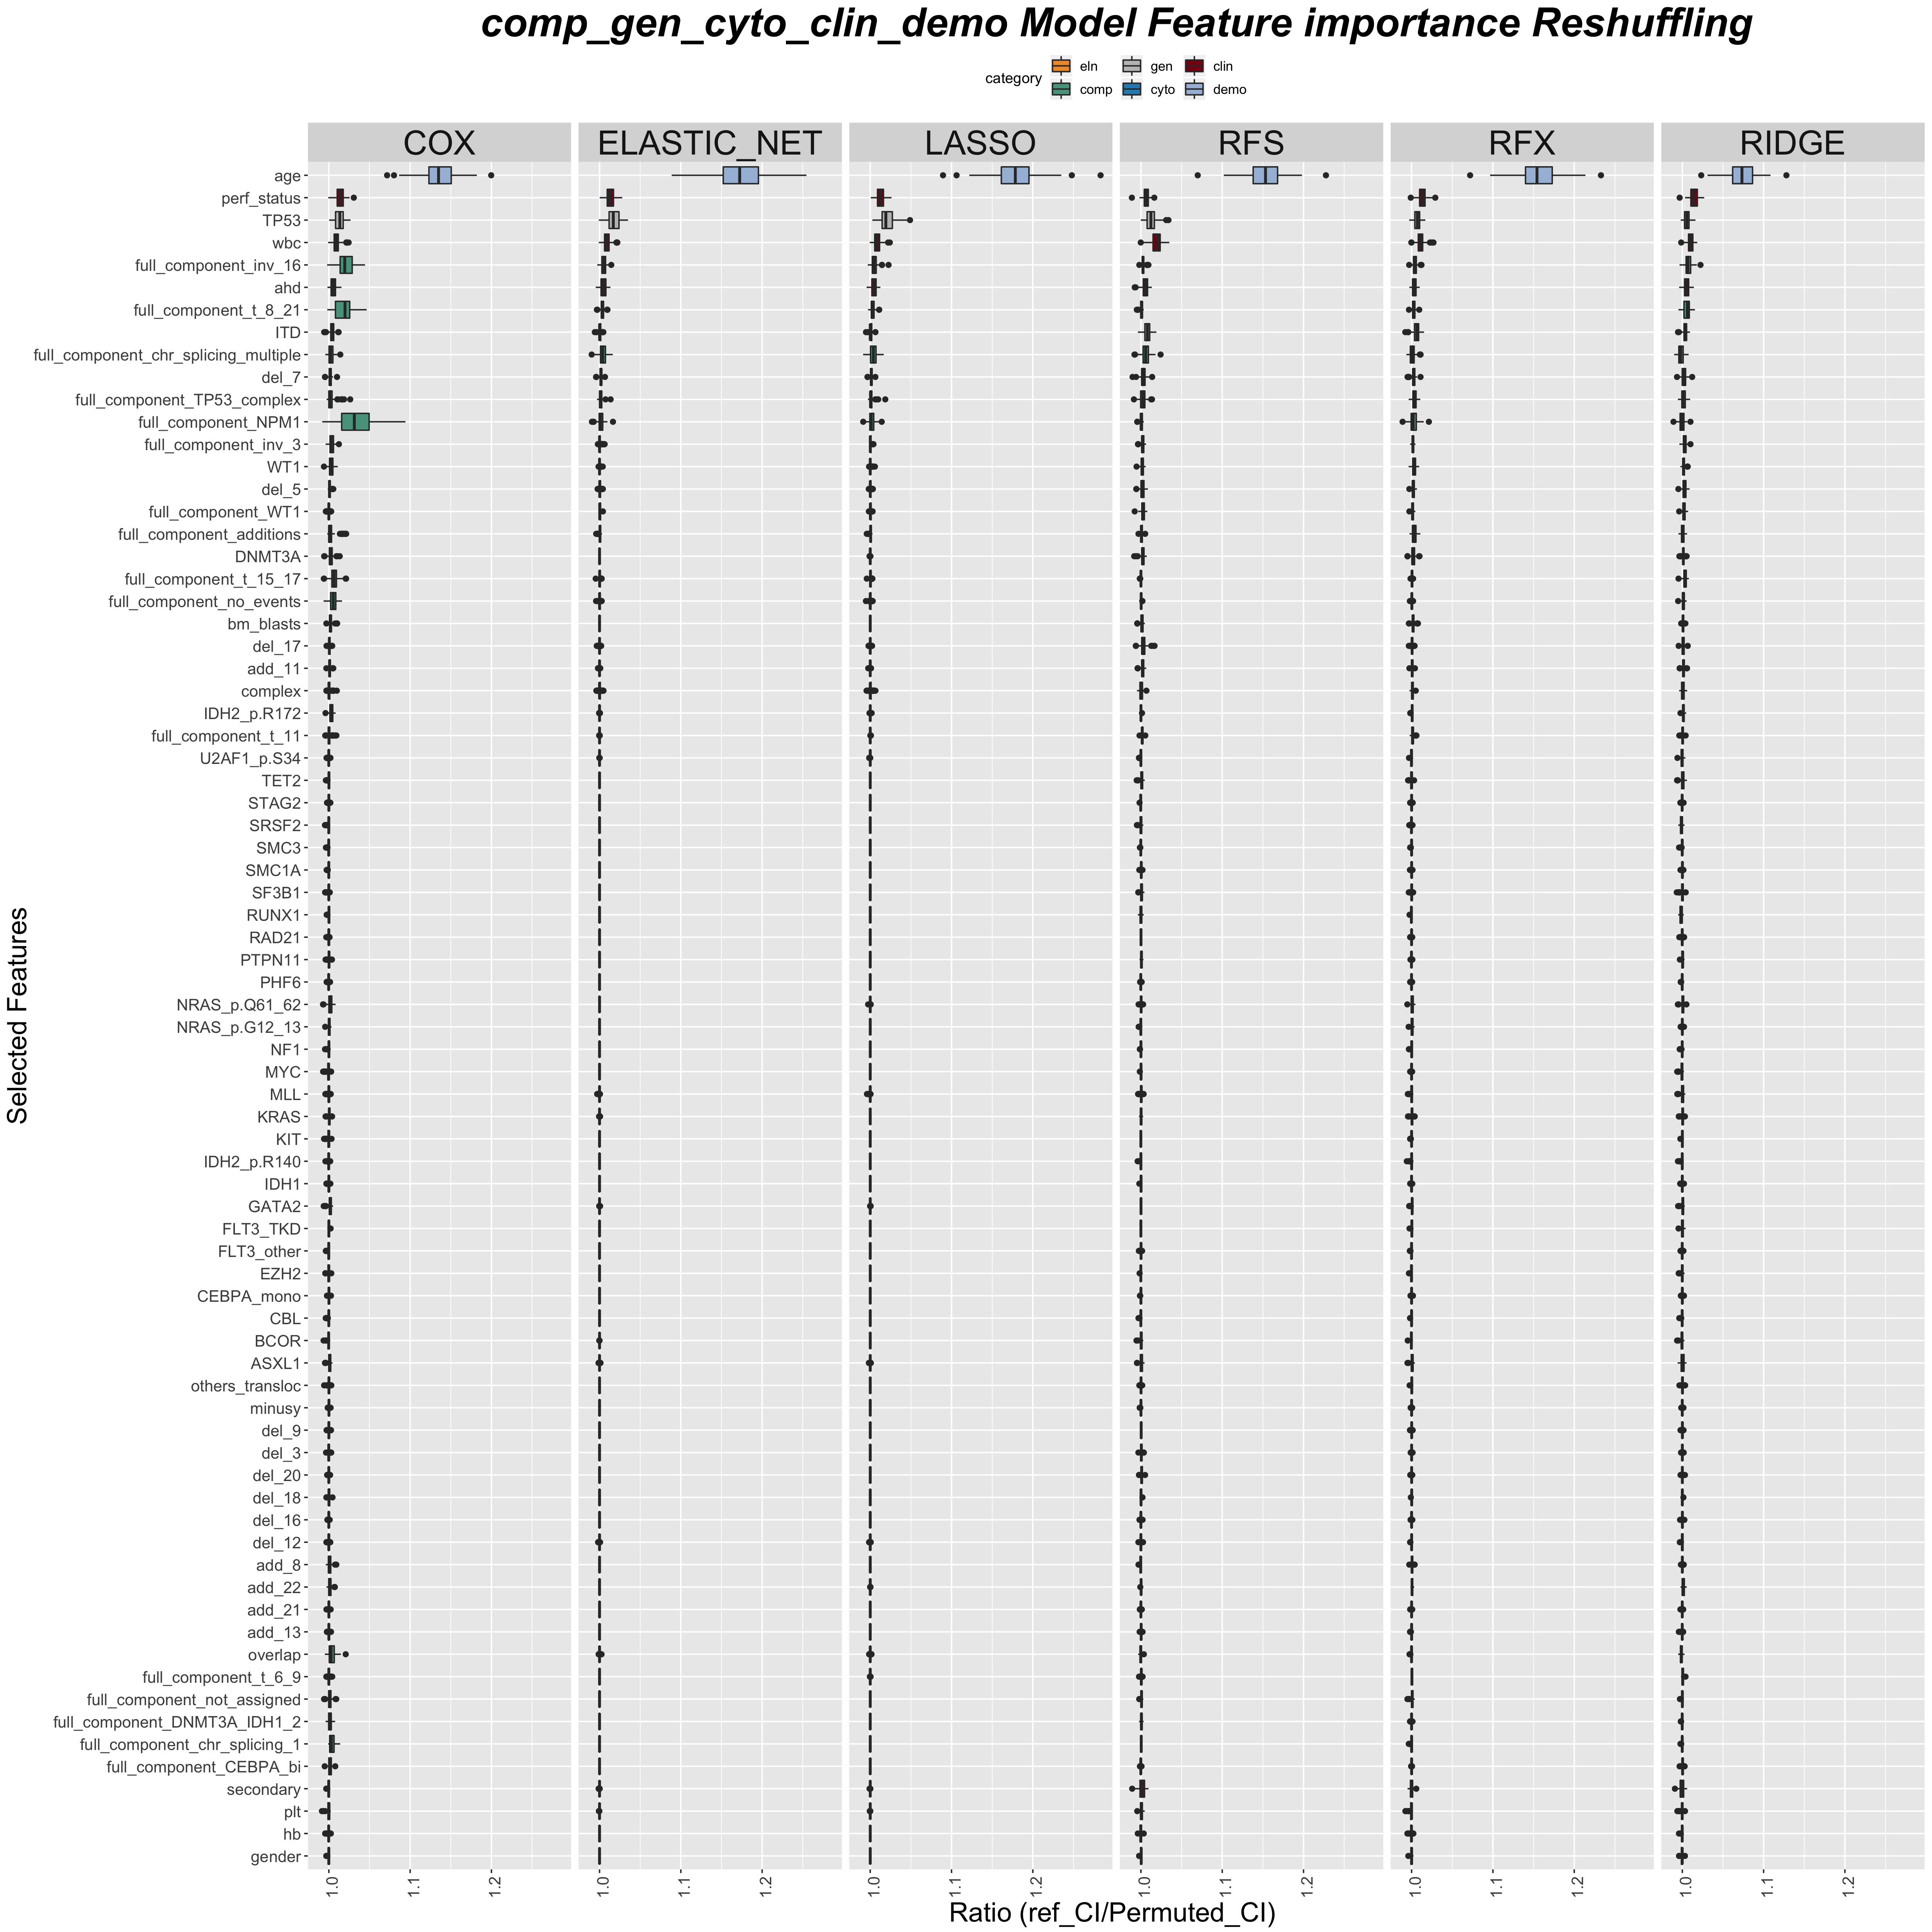 comp_gen_cyto_clin_demo Model Feature importance Reshuffling
category
eln gen clin
comp cyto demo
COX ELASTIC_NET LASSO RFS RFX RIDGE
Selected Features
age
perf_status
TP53
wbc
full_component_inv_16
ahd
full_component_t_8_21
ITD
full_component_chr_splicing_multiple
del_7
full_component_TP53_complex
full_component_NPM1
full_component_inv_3
WT1
del_5
full_component_WT1
full_component_additions
DNMT3A
full_component_t_15_17
full_component_no_events
bm_blasts
del_17
add_11
complex
IDH2_p.R172
full_component_t_11
U2AF1_p.S34
TET2
STAG2
SRSF2
SMC3
SMC1A
SF3B1
RUNX1
RAD21
PTPN11
PHF6
NRAS_p.Q61_62
NRAS_p.G12_13
NF1
MYC
MLL
KRAS
KIT
IDH2_p.R140
IDH1
GATA2
FLT3_TKD
FLT3_other
EZH2
CEBPA_mono
CBL
BCOR
ASXL1
others_transloc
minusy
del_9
del_3
del_20
del_18
del_16
del_12
add_8
add_22
add_21
add_13
overlap
full_component_t_6_9
full_component_not_assigned
full_component_DNMT3A_IDH1_2
full_component_chr_splicing_1
full_component_CEBPA_bi
secondary
plt
hb
gender
1.0 1.1 1.2 1.0 1.1 1.2 1.0 1.1 1.2 1.0 1.1 1.2 1.0 1.1 1.2 1.0 1.1 1.2
Ratio (ref_CI/Permuted_CI)